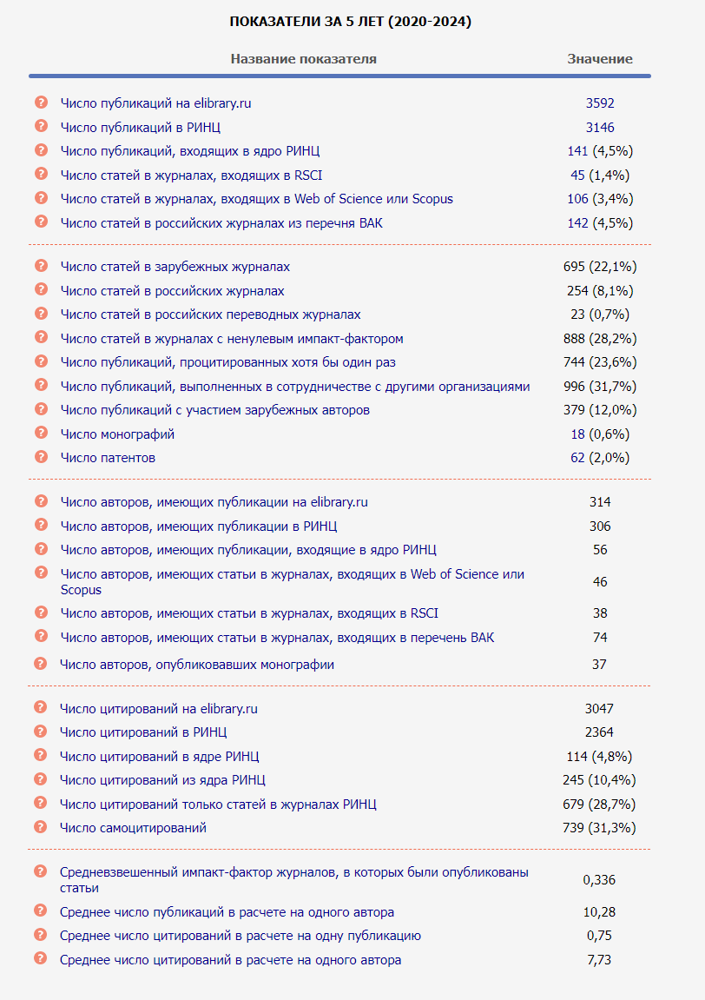 ПОКАЗАТЕЛИ ЗА 5 ЛЕТ (2020-2024)
Название показателя Значение
? Число публикаций на elibrary.ru 3592
? Число публикаций в РИНЦ 3146
? Число публикаций, входящих в ядро РИНЦ 141 (4,5%)
? Число статей в журналах, входящих в RSCI 45 (1,4%)
? Число статей в журналах, входящих в Web of Science или Scopus 106 (3,4%)
? Число статей в российских журналах из перечня ВАК 142 (4,5%)
? Число статей в зарубежных журналах 695 (22,1%)
? Число статей в российских журналах 254 (8,1%)
? Число статей в российских переводных журналах 23 (0,7%)
? Число статей в журналах с ненулевым импакт-фактором 888 (28,2%)
? Число публикаций, процитированных хотя бы один раз 744 (23,6%)
? Число публикаций, выполненных в сотрудничестве с другими организациями 996 (31,7%)
? Число публикаций с участием зарубежных авторов 379 (12,0%)
? Число монографий 18 (0,6%)
? Число патентов 62 (2,0%)
? Число авторов, имеющих публикации на elibrary.ru 314
? Число авторов, имеющих публикации в РИНЦ 306
? Число авторов, имеющих публикации, входящие в ядро РИНЦ 56
? Число авторов, имеющих статьи в журналах, входящих в Web of Science или
Scopus 46
? Число авторов, имеющих статьи в журналах, входящих в RSCI 38
? Число авторов, имеющих статьи в журналах, входящих в перечень ВАК 74
? Число авторов, опубликовавших монографии 37
? Число цитирований на elibrary.ru 3047
? Число цитирований в РИНЦ 2364
? Число цитирований в ядре РИНЦ 114 (4,8%)
? Число цитирований из ядра РИНЦ 245 (10,4%)
? Число цитирований только статей в журналах РИНЦ 679 (28,7%)
? Число самоцитирований 739 (31,3%)
? Средневзвешенный импакт-фактор журналов, в которых были опубликованы
статьи 0,336
? Среднее число публикаций в расчете на одного автора 10,28
? Среднее число цитирований в расчете на одну публикацию 0,75
? Среднее число цитирований в расчете на одного автора 7,73